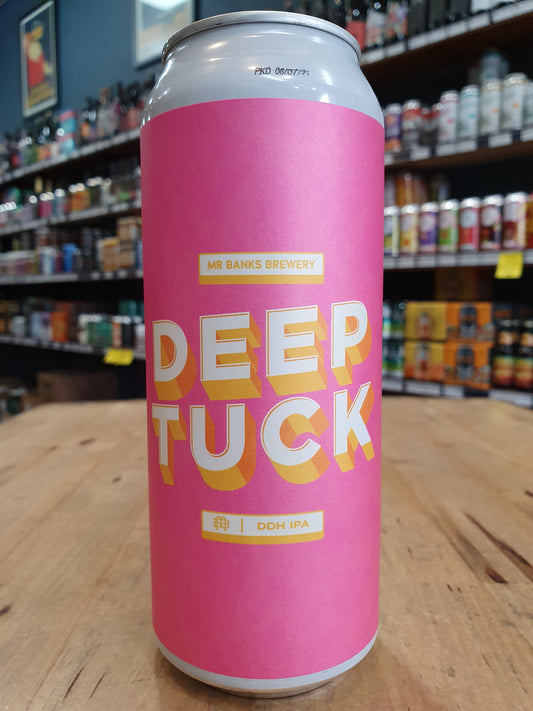 PKD 08/07/21
MR BANKS BREWERY
DEEP
TUCK
DDH IPA